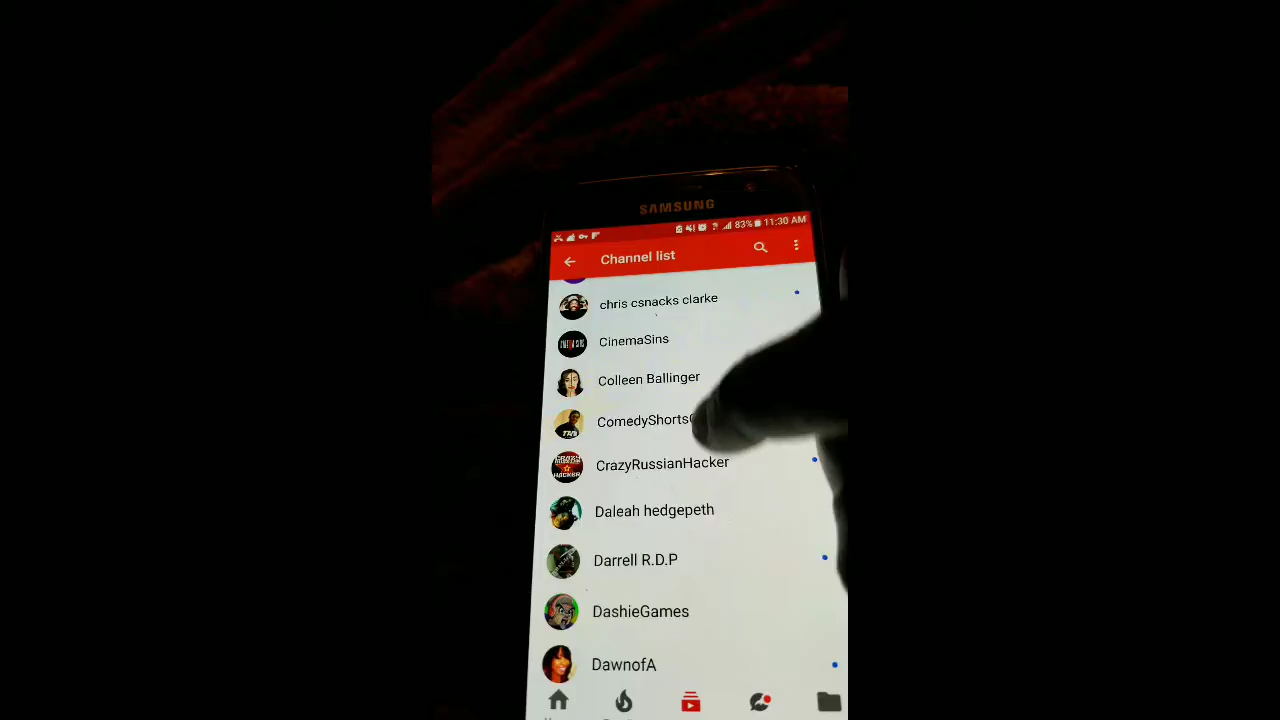 SAMSUNG
83% 11:30 AM
Channel list
chris csnacks clarke
CinemaSins
Colleen Ballinger
ComedyShorts
CrazyRussianHacker
Daleah hedgepeth
Darrell R.D.P
DashieGames
DawnofA